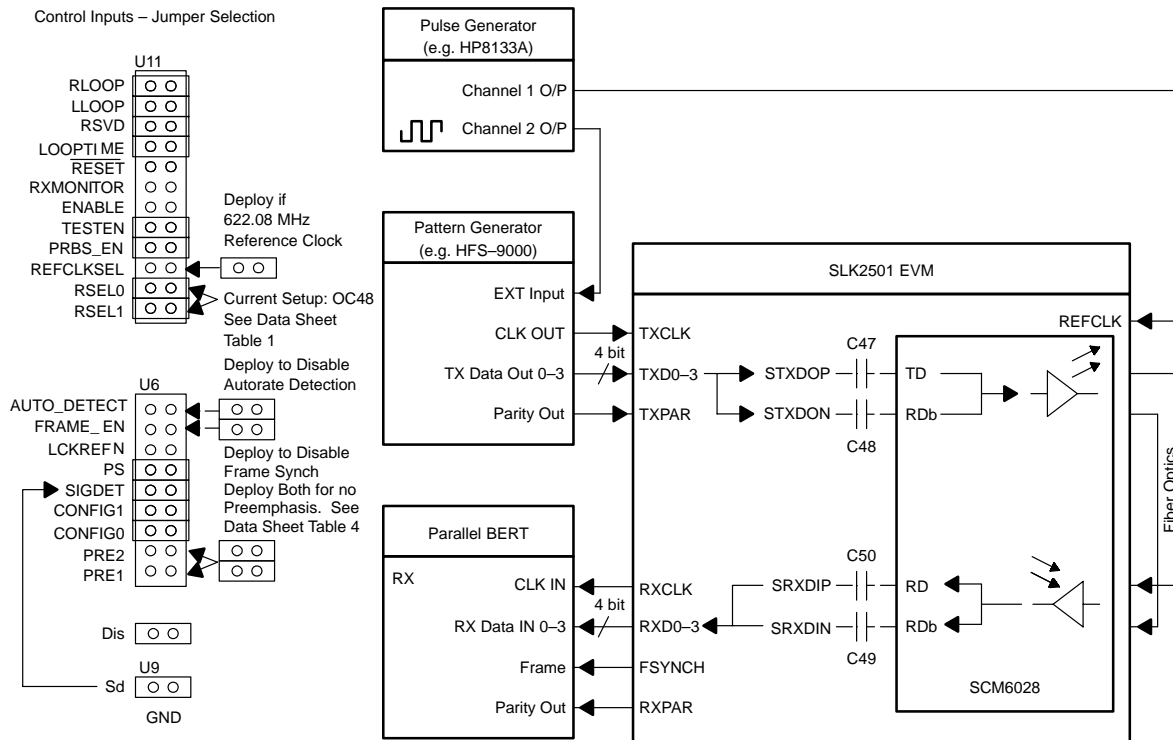 Control Inputs – Jumper Selection
U11
RLOOP
LLOOP
RSVD
LOOPTIME
RESET
RXMONITOR
ENABLE
TESTEN
PRBS_EN
REFCLKSEL
RSEL0
RSEL1
Deploy if
622.08 MHz
Reference Clock
Current Setup: OC48
See Data Sheet
Table 1
Deploy to Disable
Autorate Detection
U6
AUTO_DETECT
FRAME_EN
LCKREFN
PS
SIGDET
CONFIG1
CONFIG0
PRE2
PRE1
Deploy to Disable
Frame Synch
Deploy Both for no
Preemphasis. See
Data Sheet Table 4
Dis
U9
Sd
GND
Pulse Generator
(e.g. HP8133A)
Channel 1 O/P
Channel 2 O/P
Pattern Generator
(e.g. HFS–9000)
EXT Input
CLK OUT
TX Data Out 0–3
Parity Out
4 bit
Parallel BERT
RX
CLK IN
RX Data IN 0–3
Frame
Parity Out
4 bit
SLK2501 EVM
REFCLK
TXCLK
TXD0–3
TXPAR
STXDOP
STXDON
C47
C48
TD
RDb
RXCLK
RXD0–3
FSYNCH
RXPAR
SRXDIP
SRXDIN
C50
C49
RD
RDb
SCM6028
Fiber Optics